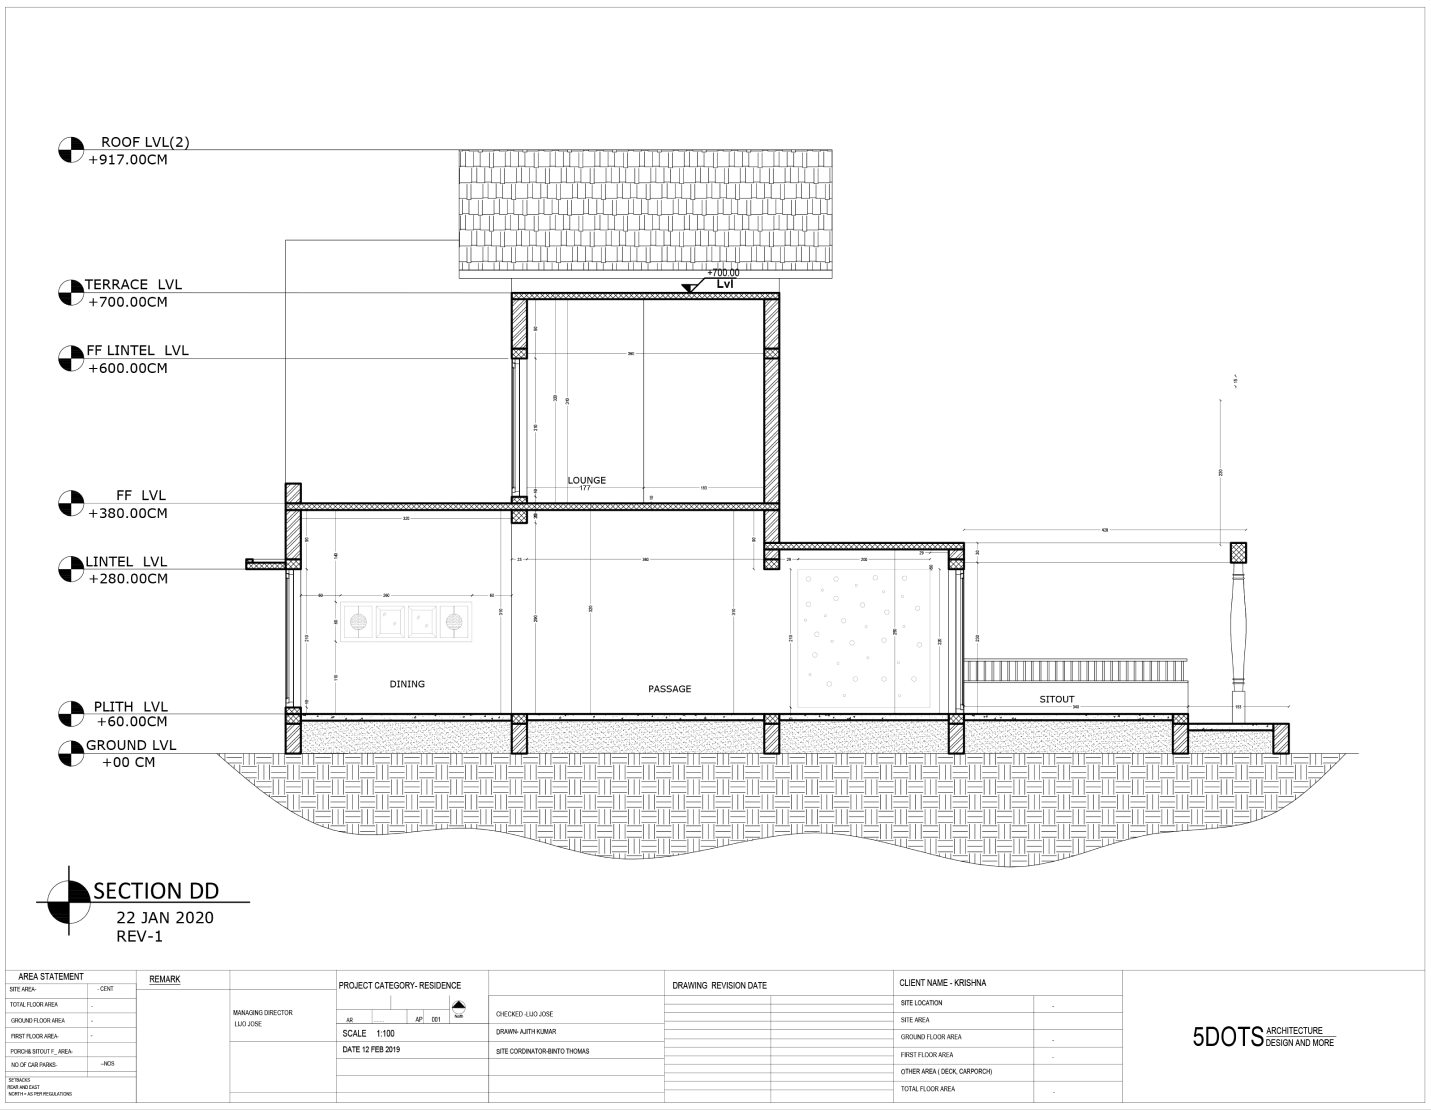 ROOF LVL(2)
+917.00CM
TERRACE LVL
+700.00CM
+700.00
Lvl
FF LINTEL LVL
+600.00CM
LOUNGE
177
FF LVL
+380.00CM
LINTEL LVL
+280.00CM
DINING
PASSAGE
SITOUT
PLITH LVL
+60.00CM
GROUND LVL
+00 CM
SECTION DD
22 JAN 2020
REV-1
AREA STATEMENT
SITE AREA- -CENT
TOTAL FLOOR AREA -
GROUND FLOOR AREA -
FIRST FLOOR AREA- -
PORCH& SITOUT F_ AREA-
NO OF CAR PARKS- --NOS
SETBACKS
REAR AND EAST
NORTH = AS PER REGULATIONS
REMARK
MANAGING DIRECTOR
LIJO JOSE
PROJECT CATEGORY- RESIDENCE
AR ...... AP 001
SCALE 1:100
DATE 12 FEB 2019
CHECKED -LIJO JOSE
DRAWN- AJITH KUMAR
SITE CORDINATOR-BINTO THOMAS
DRAWING REVISION DATE
CLIENT NAME - KRISHNA
SITE LOCATION -
SITE AREA
GROUND FLOOR AREA -
FIRST FLOOR AREA -
OTHER AREA ( DECK, CARPORCH)
TOTAL FLOOR AREA -
5DOTS ARCHITECTURE
DESIGN AND MORE